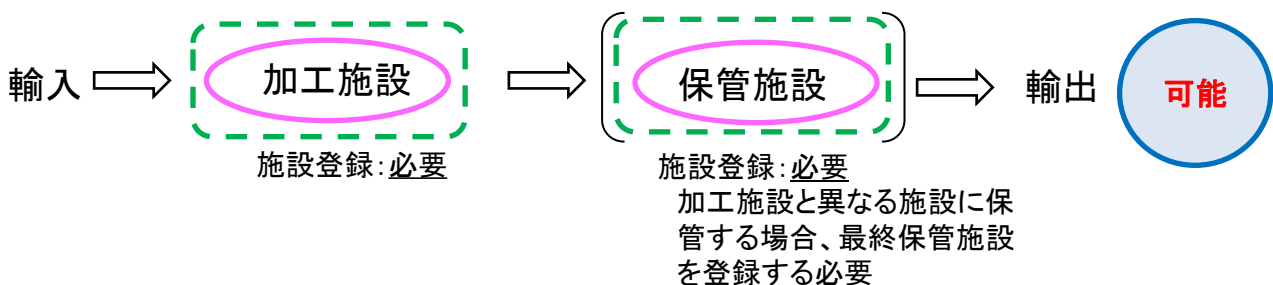 輸入
加工施設
保管施設
輸出
可能
施設登録：必要
施設登録：必要
加工施設と異なる施設に保
管する場合、最終保管施設
を登録する必要